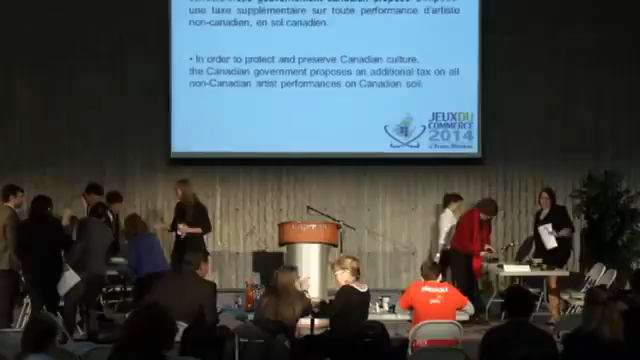 une taxe supplémentaire sur toute performance d'artiste
non-canadien, en sol canadien.
• In order to protect and preserve Canadian culture,
the Canadian government proposes an additional tax on all
non-Canadian artist performances on Canadian soil.
JEUXDU
COMMERCE
2014